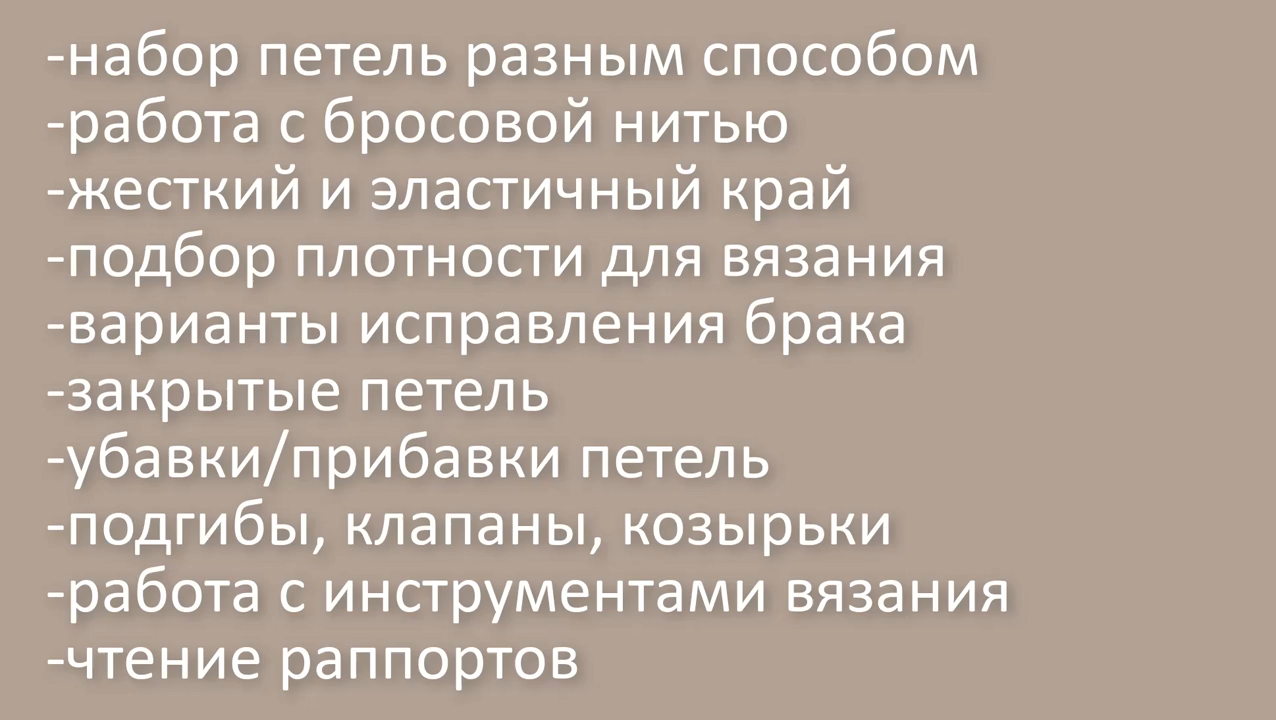 -набор петель разным способом
-работа с бросовой нитью
-жесткий и эластичный край
-подбор плотности для вязания
-варианты исправления брака
-закрытые петель
-убавки/прибавки петель
-подгибы, клапаны, козырьки
-работа с инструментами вязания
-чтение раппортов